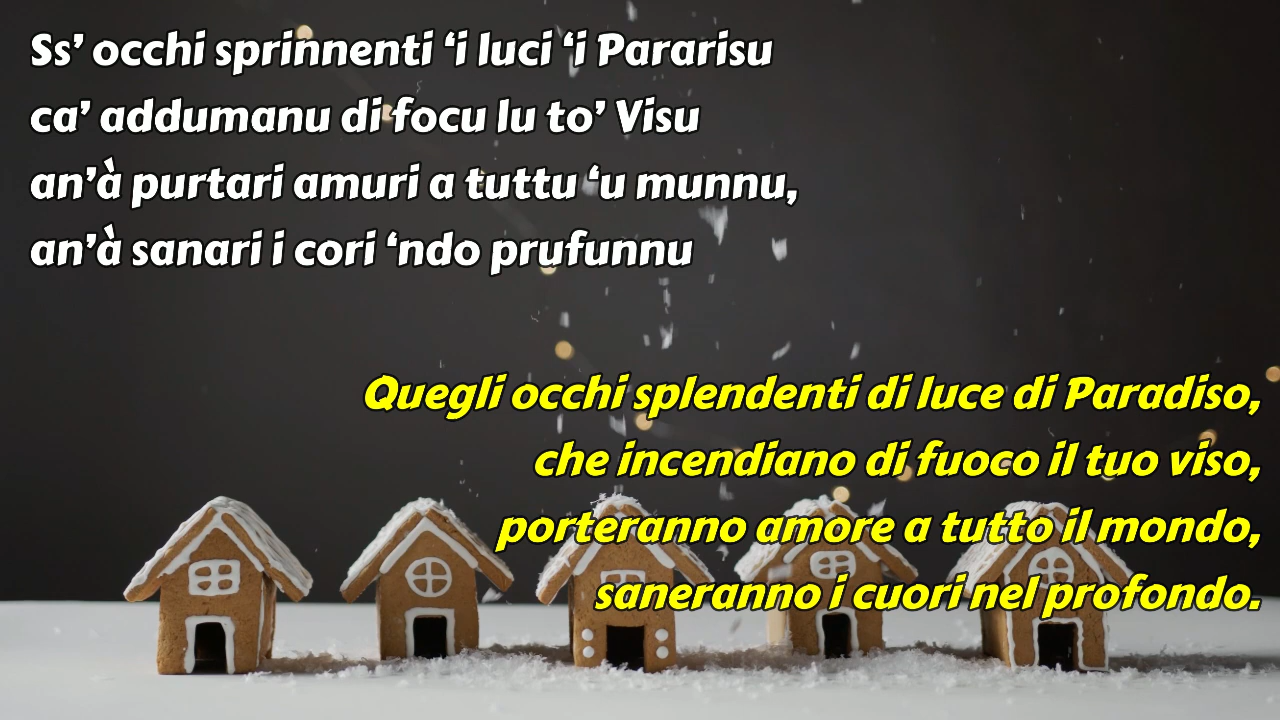 Ss’ occhi sprinnenti ‘i luci ‘i Pararisu
ca’ addumanu di focu lu to’ Visu
an’à purtari amuri a tuttu ‘u munnu,
an’à sanari i cori ‘ndo prufunnu
Quegli occhi splendenti di luce di Paradiso,
che incendiano di fuoco il tuo viso,
porteranno amore a tutto il mondo,
saneranno i cuori nel profondo.